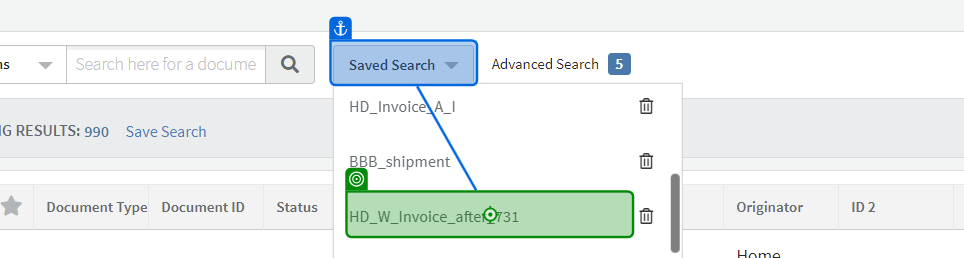 ns
Search here for a docume
Saved Search
Advanced Search 5
HD_Invoice_A_I
G RESULTS: 990 Save Search
BBB_shipment
HD_W_Invoice_after_731
Document Type Document ID Status Originator ID 2
Home